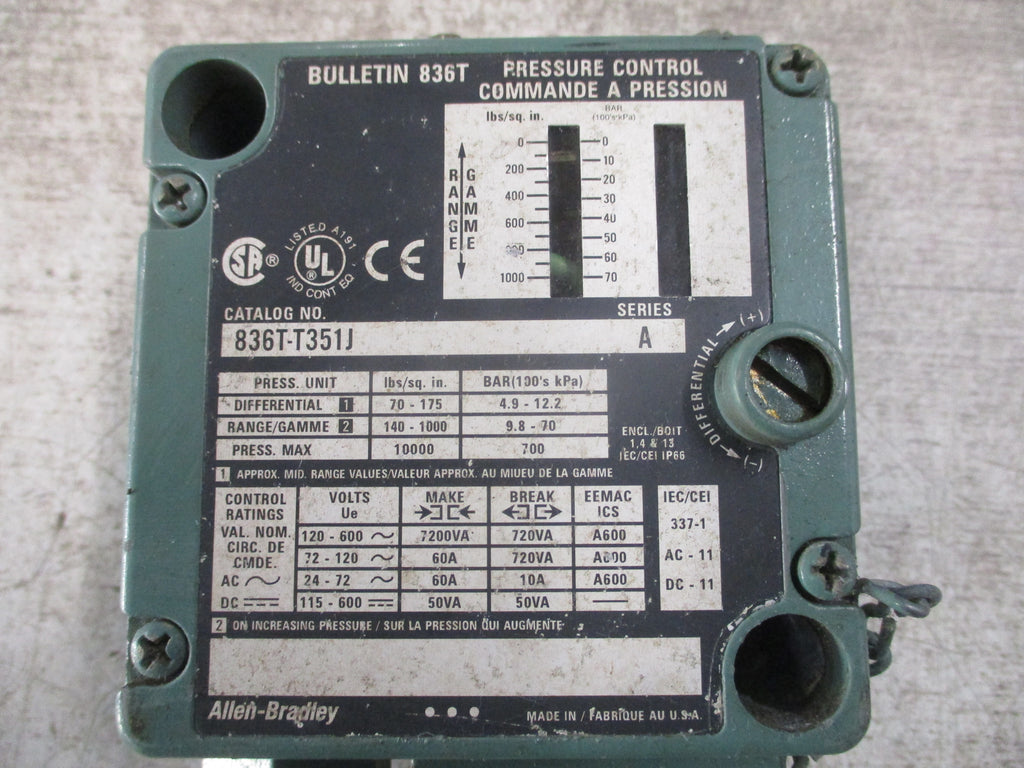 BULLETIN 836T
PRESSURE CONTROL
COMMANDE A PRESSION
lbs/sq. in.
BAR
(100's kPa)
RANGE
GAMME
0 0
10
200 20
400 30
40
600 50
60
1000 70
SA ®
LISTED A191
UL
®
IND CONT EQ
CE
CATALOG NO.
SERIES
836T-T351J A
(+)
DIFFERENTIAL
(-)
PRESS. UNIT lbs/sq. in. BAR(100's kPa)
DIFFERENTIAL 1 70 - 175 4.9 - 12.2
RANGE/GAMME 2 140 - 1000 9.8 - 70
PRESS. MAX 10000 700
ENCL./BOIT
1,4 & 13
IEC/CEI IP66
1 APPROX. MID. RANGE VALUES/VALEUR APPROX. AU MIUEU DE LA GAMME
CONTROL RATINGS
VAL. NOM. CIRC. DE CMDE.
AC
DC
VOLTS Ue MAKE BREAK EEMAC ICS
120 - 600 7200VA 720VA A600
72 - 120 60A 720VA A600
24 - 72 60A 10A A600
115 - 600 50VA 50VA
IEC/CEI
337-1
AC - 11
DC - 11
2 ON INCREASING PRESSURE / SUR LA PRESSION QUI AUGMENTE
Allen-Bradley
MADE IN / FABRIQUE AU U.S.A.